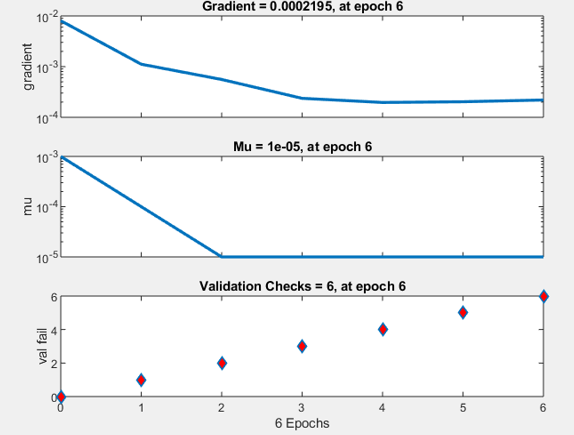 Gradient = 0.0002195, at epoch 6
10-2
10-3
10-4
gradient
Mu = 1e-05, at epoch 6
10-3
10-4
10-5
mu
Validation Checks = 6, at epoch 6
6
4
2
0
val fail
0 1 2 3 4 5 6
6 Epochs